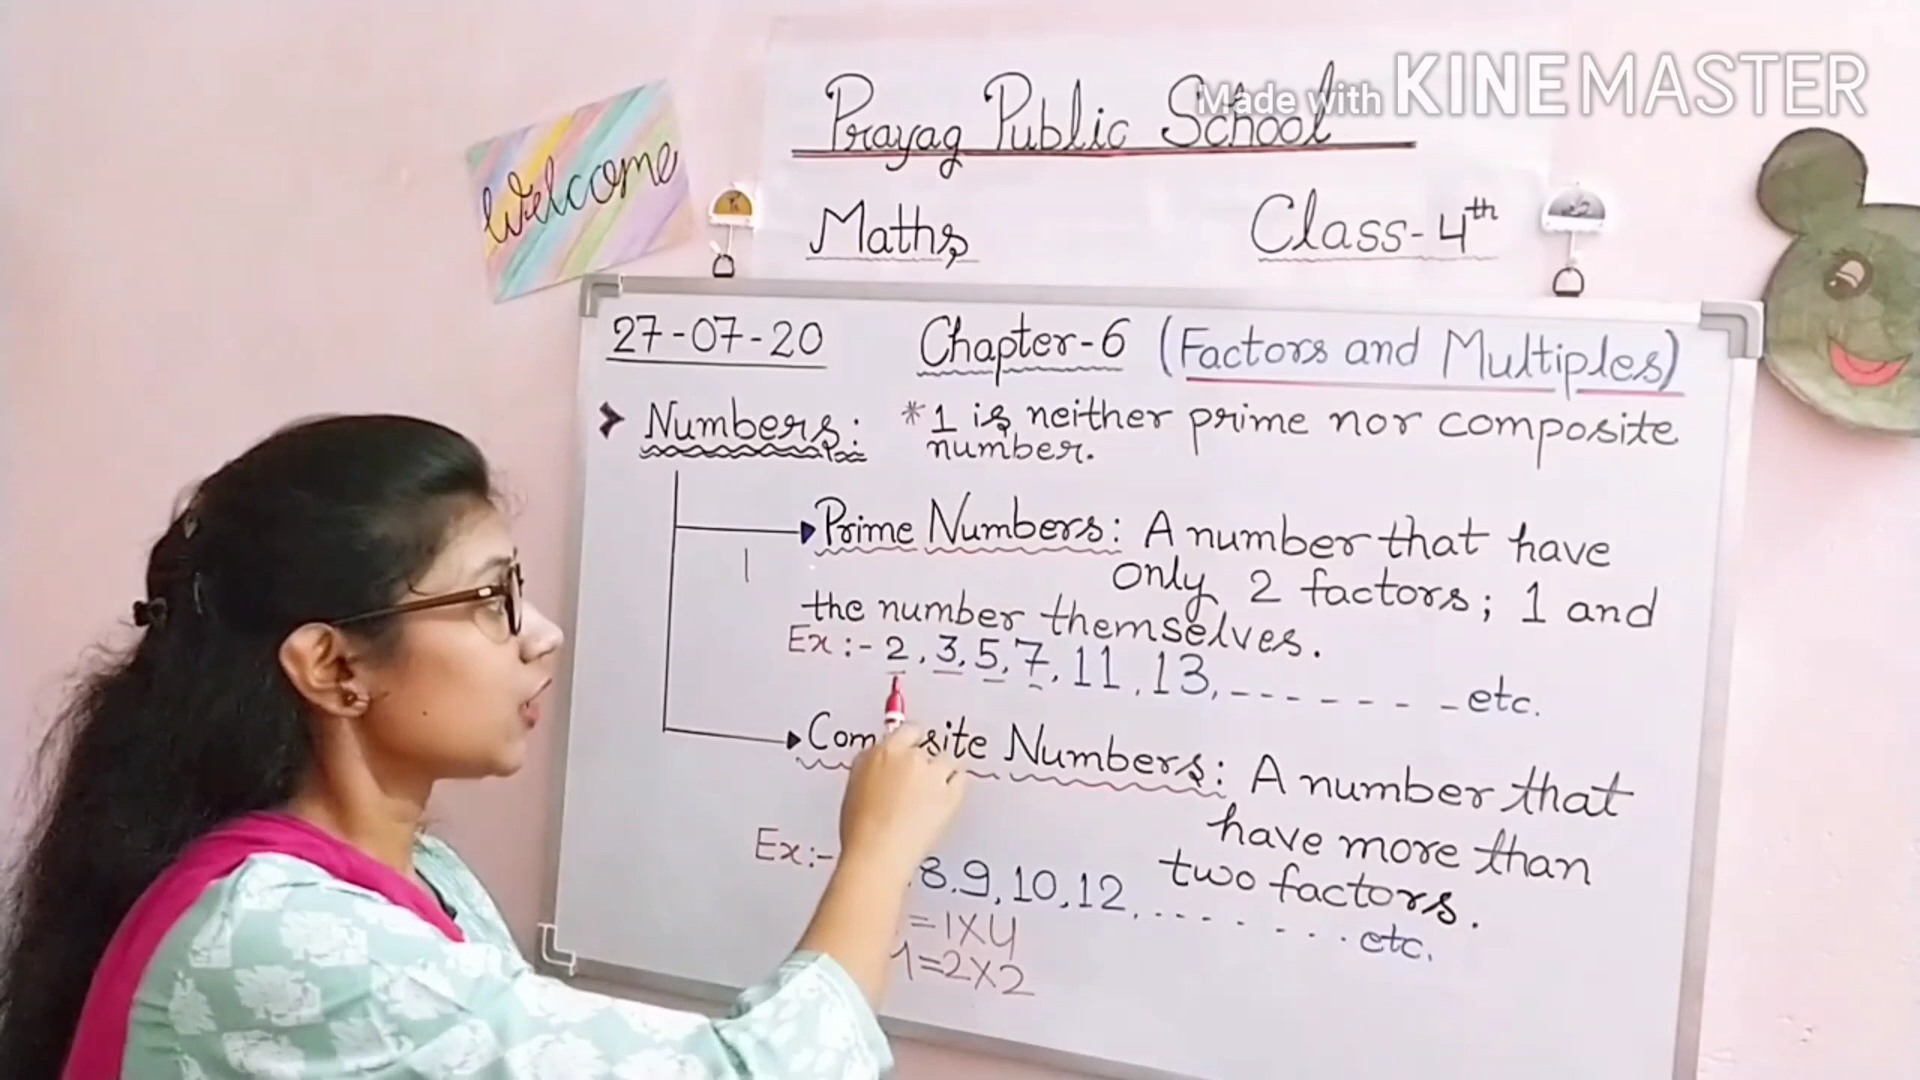 Made with KINEMASTER
Welcome
Prayag Public School
Maths Class-4th
27-07-20 Chapter-6 (Factors and Multiples)
Numbers: *1 is neither prime nor composite
number.
Prime Numbers: A number that have
only 2 factors; 1 and
the number themselves.
Ex:- 2, 3, 5, 7, 11, 13, - - - - - - - etc.
Numbers: A number that
have more than
two factors.
Ex:- 8, 9, 10, 12, . . . . . . . . etc.
=1X4
=2X2